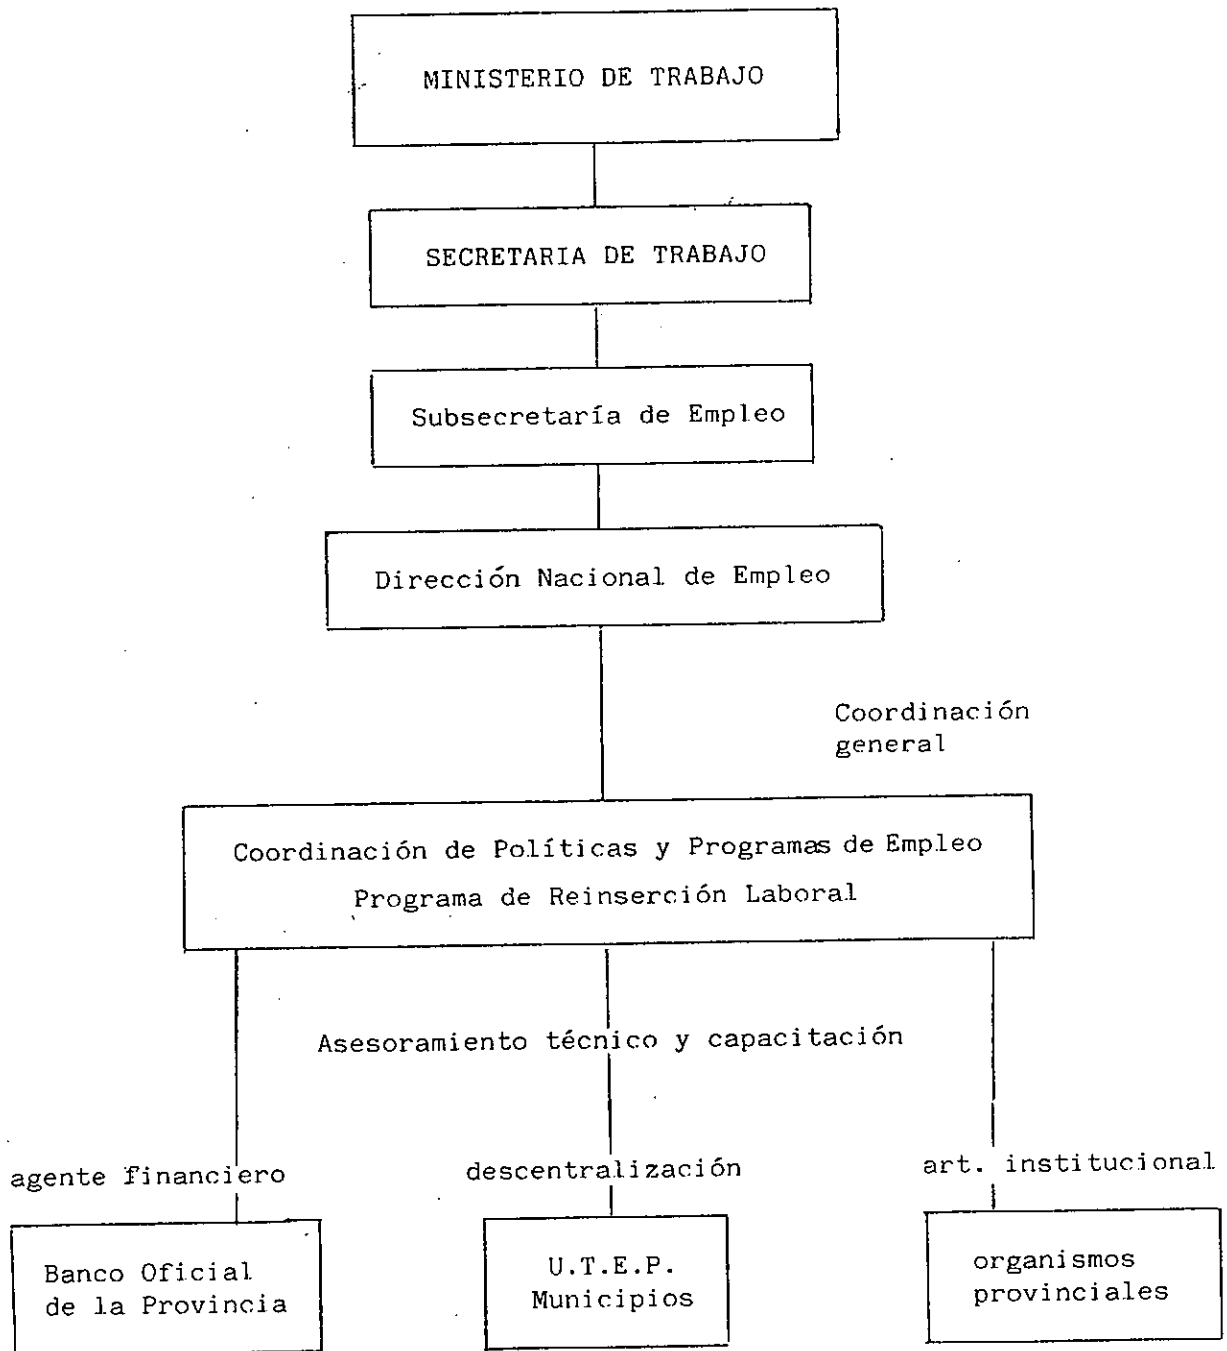 MINISTERIO DE TRABAJO
SECRETARIA DE TRABAJO
Subsecretaría de Empleo
Dirección Nacional de Empleo
Coordinación
general
Coordinación de Políticas y Programas de Empleo
Programa de Reinserción Laboral
Asesoramiento técnico y capacitación
agente financiero
descentralización
art. institucional
Banco Oficial
de la Provincia
U.T.E.P.
Municipios
organismos
provinciales